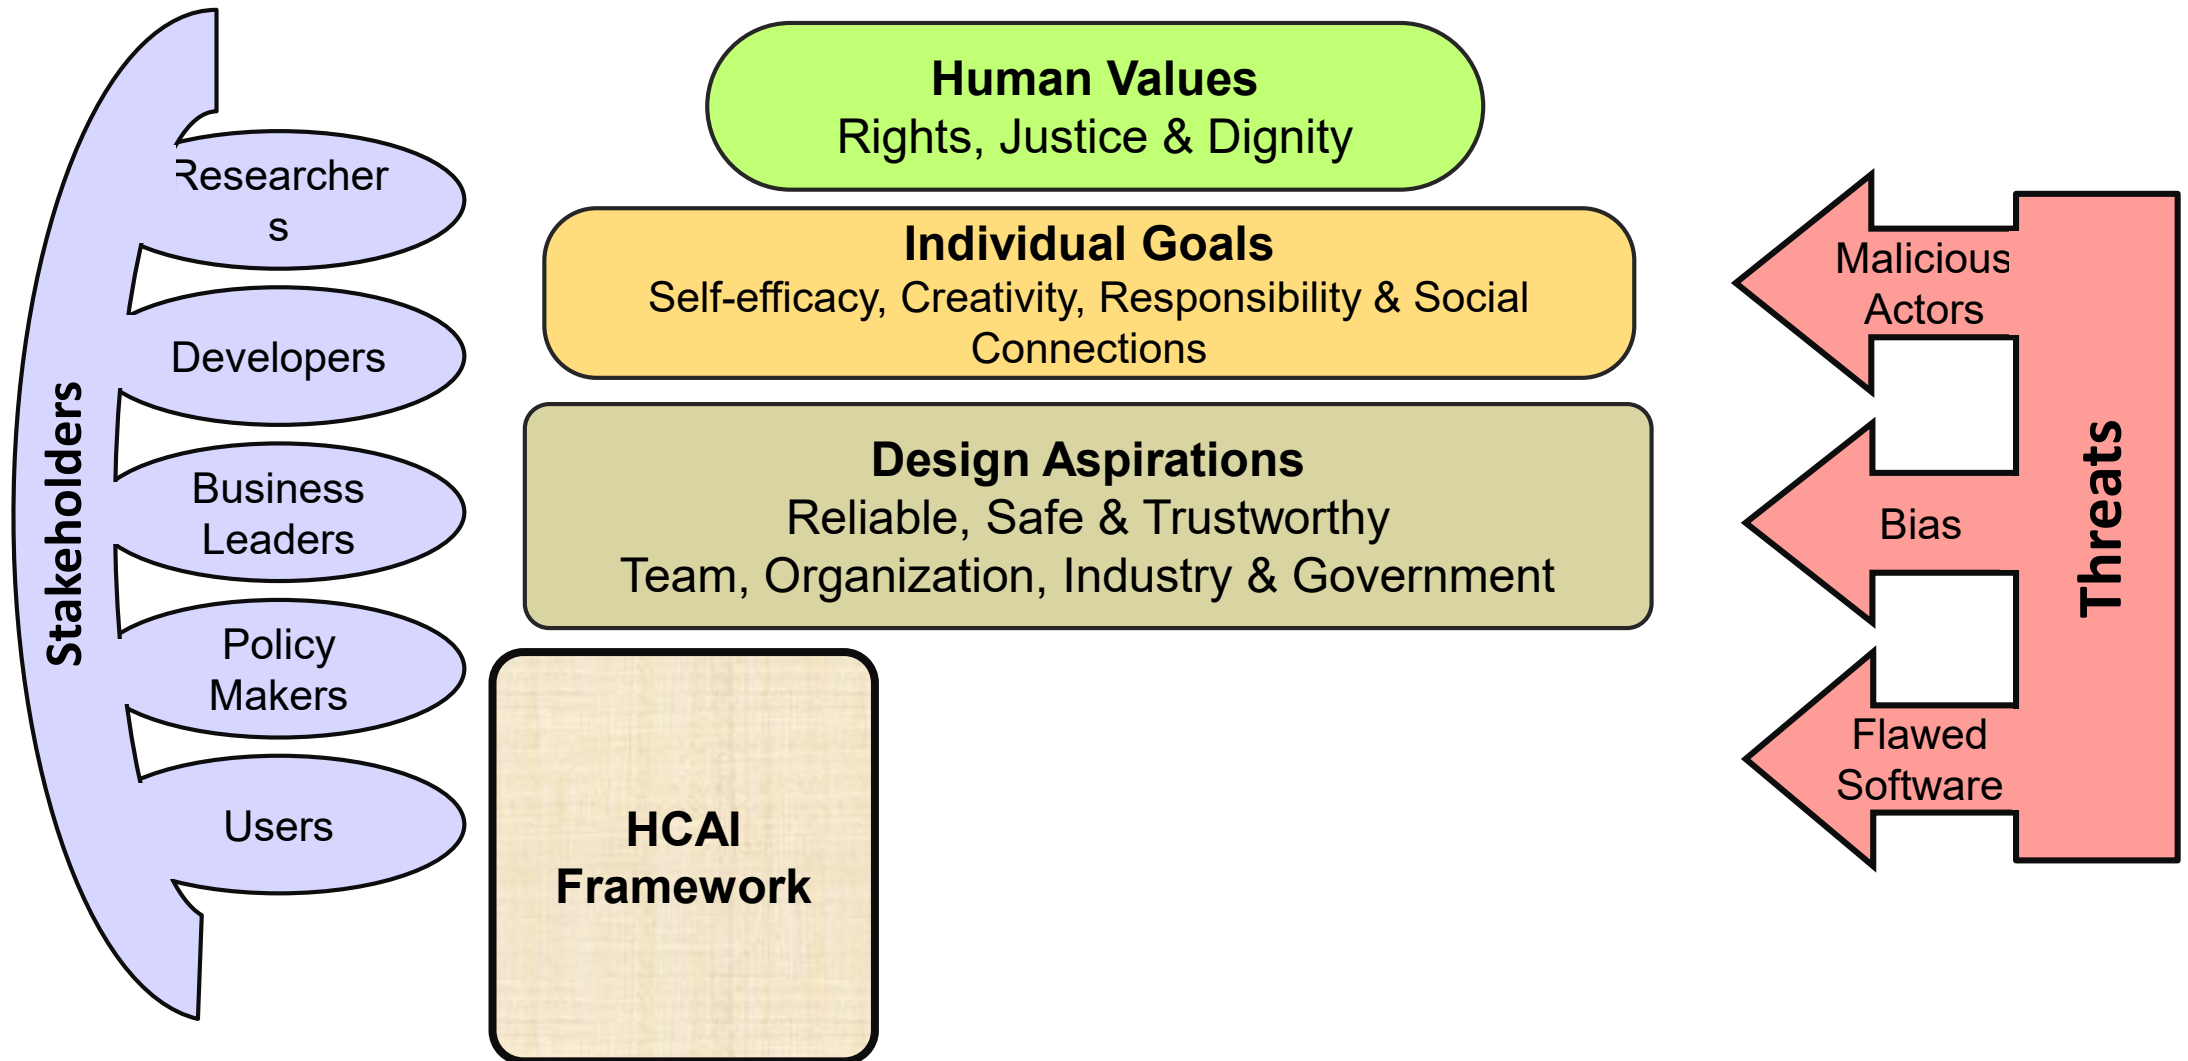 Stakeholders
Researcher
s
Developers
Business
Leaders
Policy
Makers
Users
Human Values
Rights, Justice & Dignity
Individual Goals
Self-efficacy, Creativity, Responsibility & Social
Connections
Design Aspirations
Reliable, Safe & Trustworthy
Team, Organization, Industry & Government
HCAI
Framework
Malicious
Actors
Bias
Flawed
Software
Threats